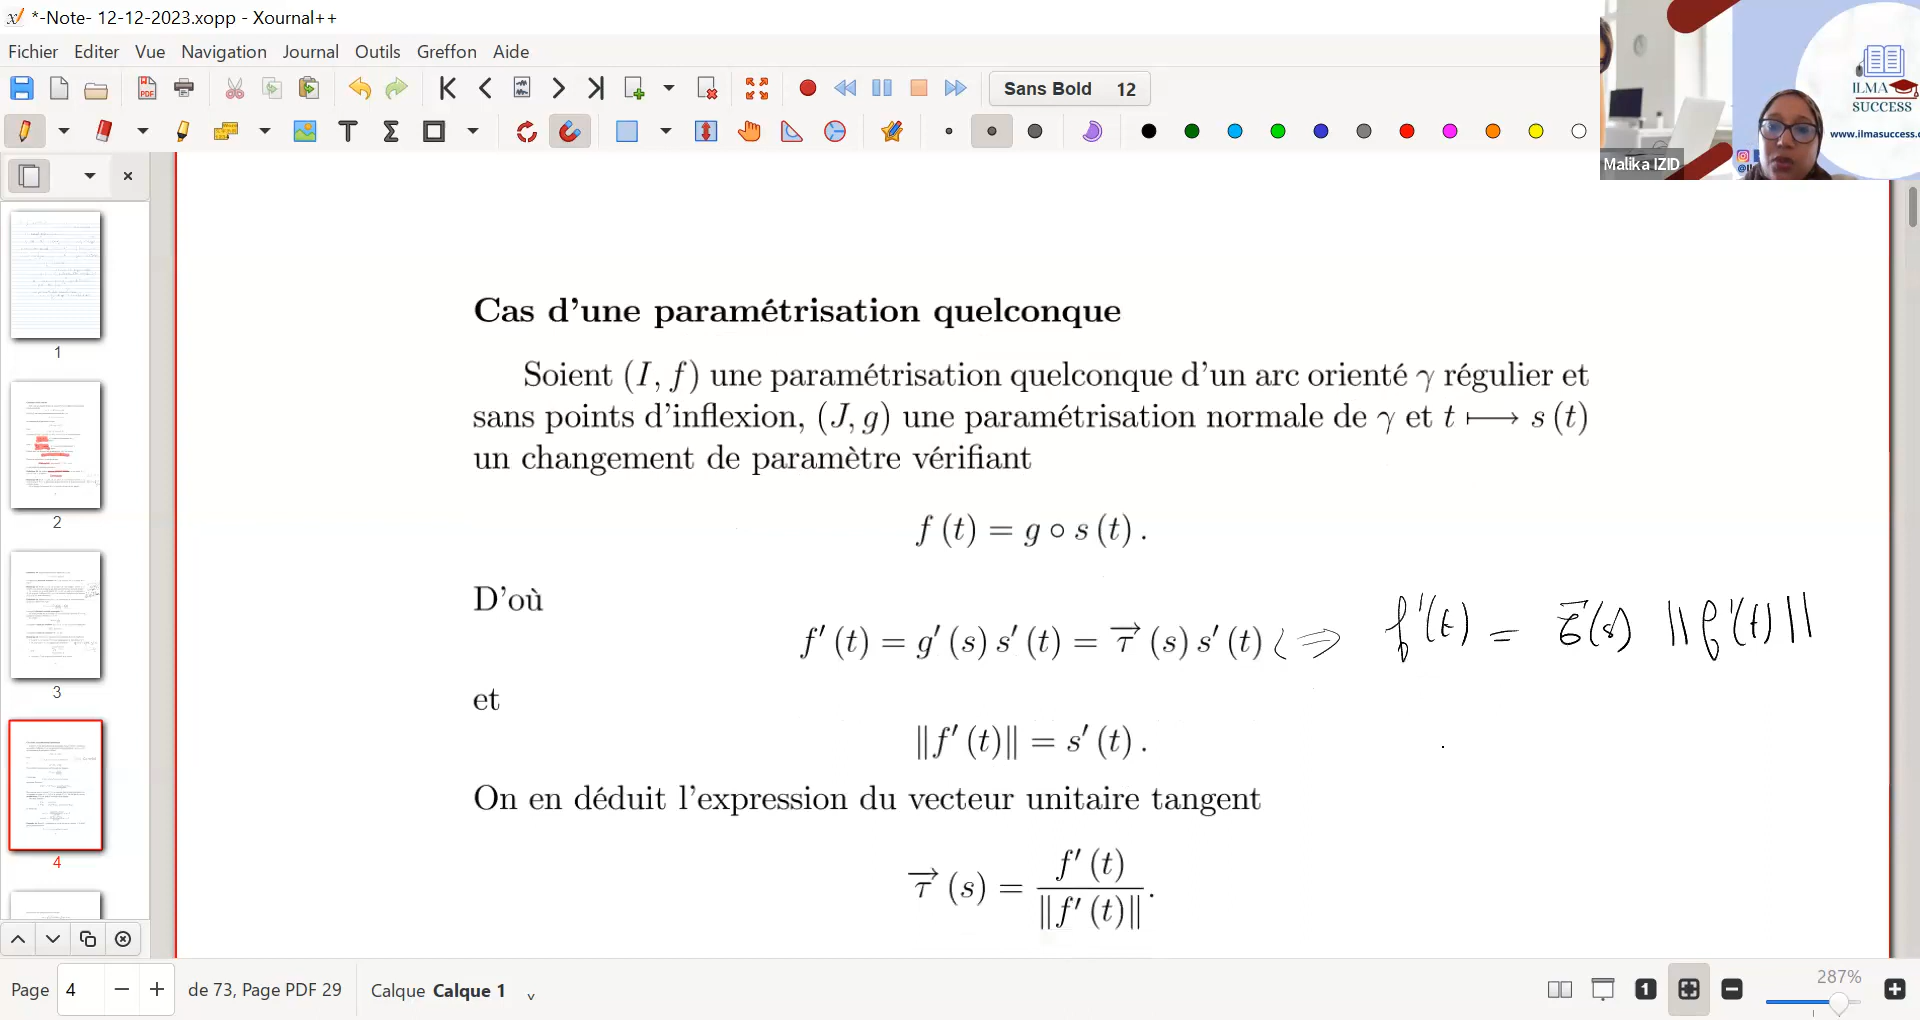 *-Note- 12-12-2023.xopp - Xournal++
Fichier Editer Vue Navigation Journal Outils Greffon Aide
Sans Bold 12
ILMA
SUCCESS
www.ilmasuccess.c
Malika IZID
1
2
3
4
Cas d'une paramétrisation quelconque
Soient (I, f) une paramétrisation quelconque d'un arc orienté γ régulier et
sans points d'inflexion, (J, g) une paramétrisation normale de γ et t ⟼ s (t)
un changement de paramètre vérifiant
f (t) = g ∘ s (t) .
D'où
f′ (t) = g′ (s) s′ (t) = τ⃗ (s) s′ (t) ⟺ f'(t) = τ⃗(s) ||f'(t)||
et
‖f′ (t)‖ = s′ (t) .
On en déduit l'expression du vecteur unitaire tangent
τ⃗ (s) = f′ (t) / ‖f′ (t)‖ .
Page 4 de 73, Page PDF 29 Calque Calque 1 287%